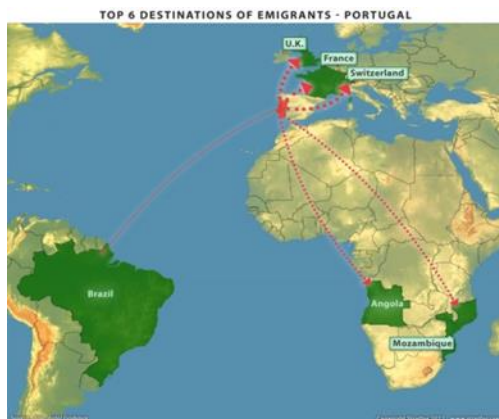 TOP 6 DESTINATIONS OF EMIGRANTS - PORTUGAL
U.K.
France
Switzerland
Brazil
Angola
Mozambique